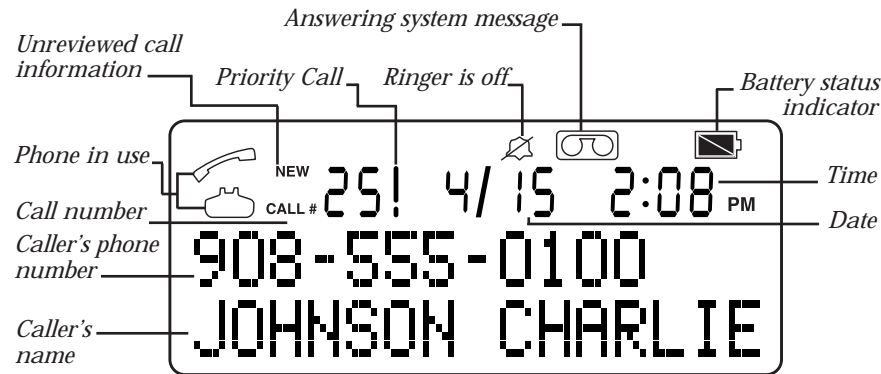 Answering system message
Unreviewed call
information
Priority Call
Ringer is off
Battery status
indicator
Phone in use
NEW
CALL # 25! 4/15 2:08 PM
Time
Call number
Date
Caller's phone
number
908-555-0100
Caller's
name
JOHNSON CHARLIE